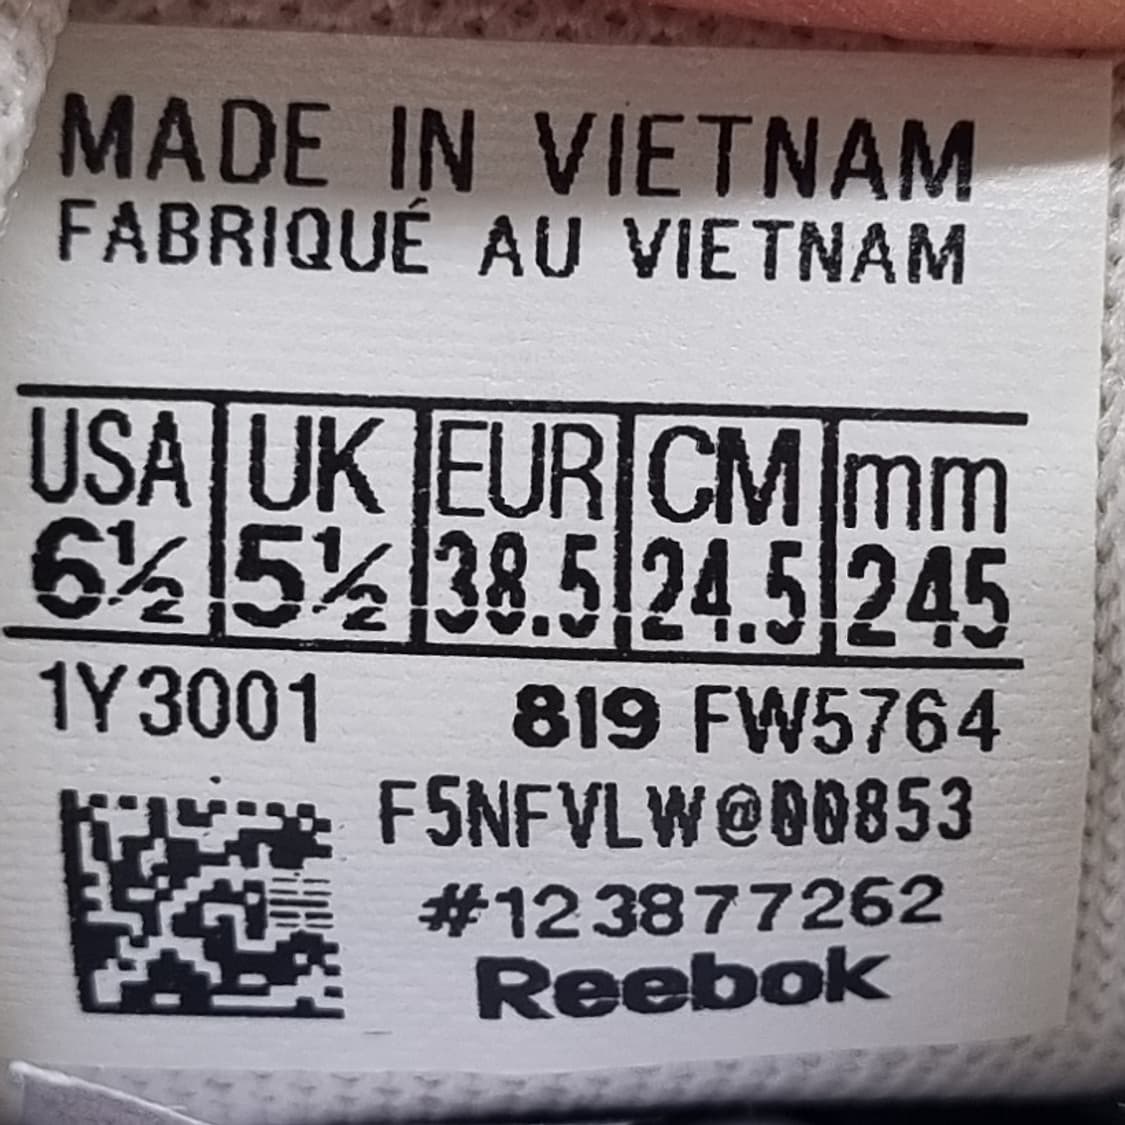 MADE IN VIETNAM
FABRIQUÉ AU VIETNAM
USA UK EUR CM mm
6½ 5½ 38.5 24.5 245
1Y3001 819 FW5764
F5NFVLW@00853
#123877262
Reebok